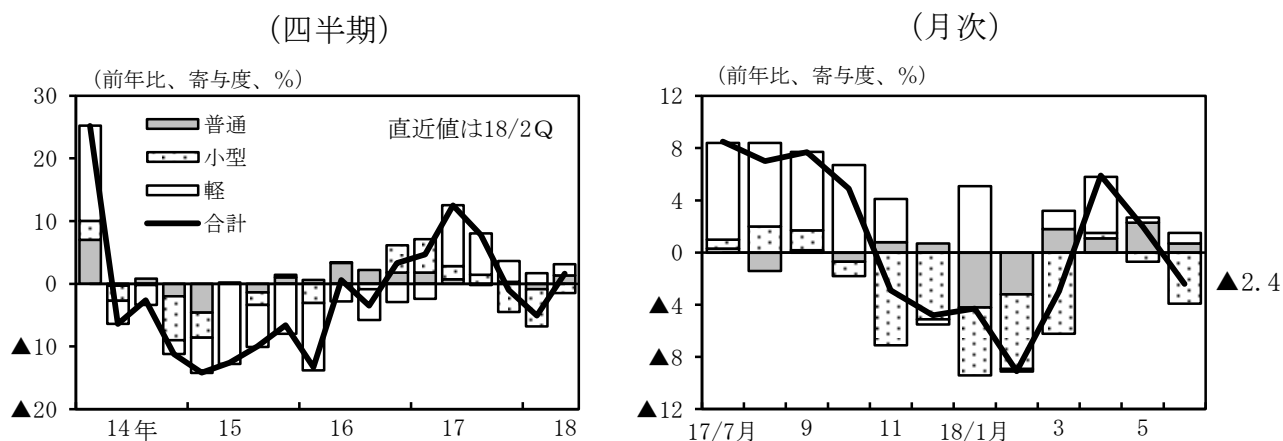 （四半期）
（前年比、寄与度、％）
30
20
10
0
▲10
▲20
普通
小型
軽
合計
直近値は18/2Ｑ
14年
15
16
17
18
（月次）
（前年比、寄与度、％）
12
8
4
0
▲4
▲8
▲12
▲2.4
17/7月
9
11
18/1月
3
5